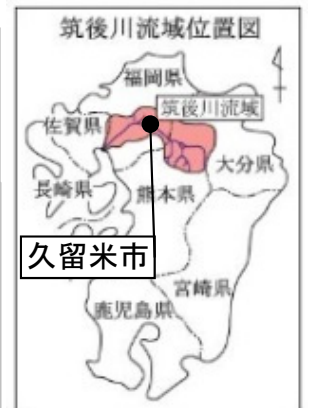 筑後川流域位置図
福岡県
筑後川流域
佐賀県
大分県
長崎県
熊本県
久留米市
宮崎県
鹿児島県